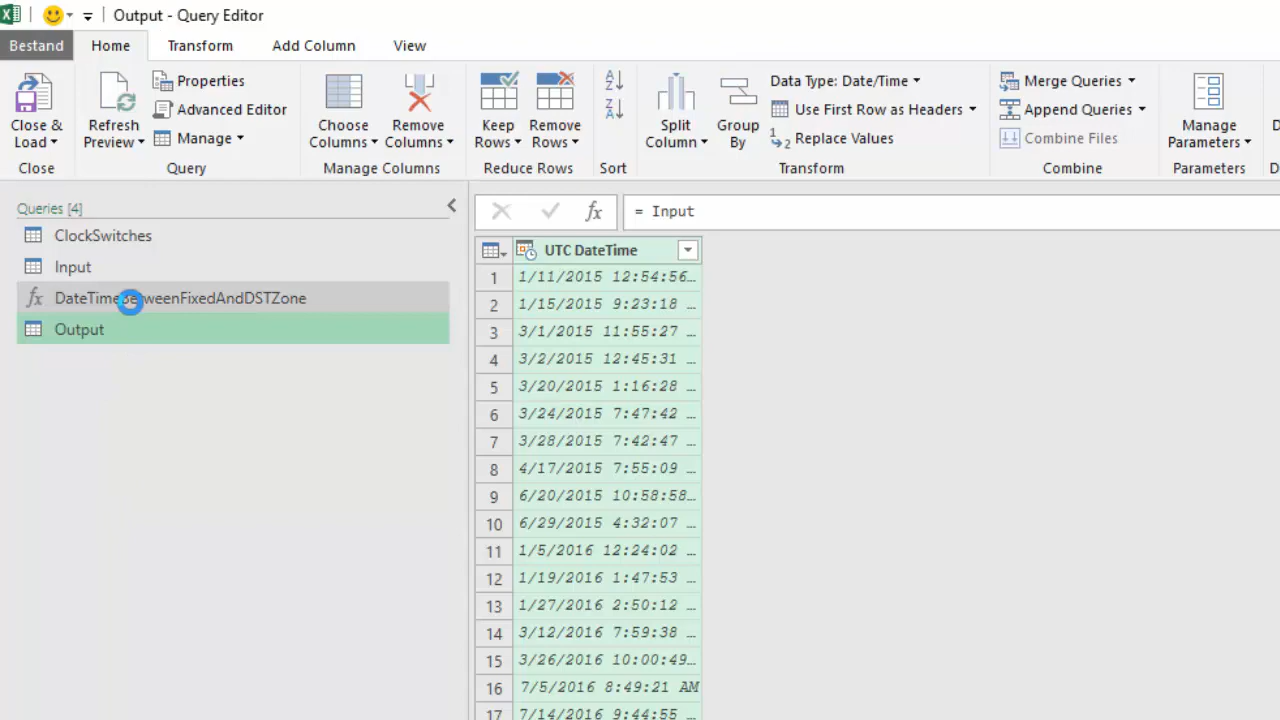 Output - Query Editor
Bestand Home Transform Add Column View
Close & Load
Close
Refresh Preview
Properties
Advanced Editor
Manage
Query
Choose Columns
Remove Columns
Manage Columns
Keep Rows
Remove Rows
Reduce Rows
Sort
Split Column
Group By
Data Type: Date/Time
Use First Row as Headers
Replace Values
Transform
Merge Queries
Append Queries
Combine Files
Combine
Manage Parameters
Parameters
D
D
Queries [4]
ClockSwitches
Input
DateTimeBetweenFixedAndDSTZone
Output
fx = Input
UTC DateTime
1 1/11/2015 12:54:56…
2 1/15/2015 9:23:18 …
3 3/1/2015 11:55:27 …
4 3/2/2015 12:45:31 …
5 3/20/2015 1:16:28 …
6 3/24/2015 7:47:42 …
7 3/28/2015 7:42:47 …
8 4/17/2015 7:55:09 …
9 6/20/2015 10:58:58…
10 6/29/2015 4:32:07 …
11 1/5/2016 12:24:02 …
12 1/19/2016 1:47:53 …
13 1/27/2016 2:50:12 …
14 3/12/2016 7:59:38 …
15 3/26/2016 10:00:49…
16 7/5/2016 8:49:21 AM
17 7/14/2016 9:44:55 …